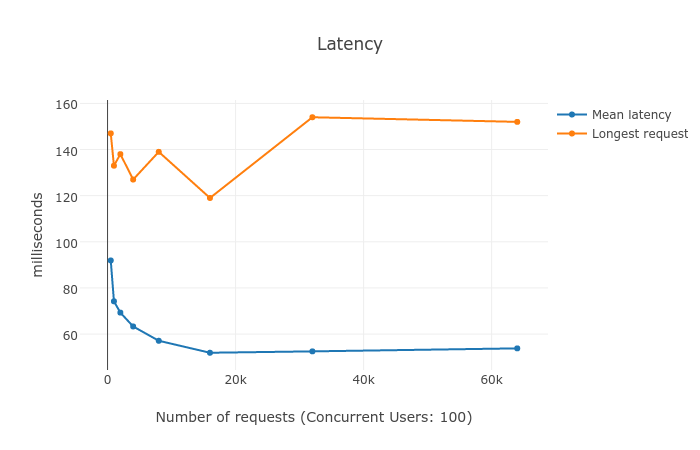 Latency
160
140
120
100
80
60
milliseconds
0
20k
40k
60k
Number of requests (Concurrent Users: 100)
Mean latency
Longest request